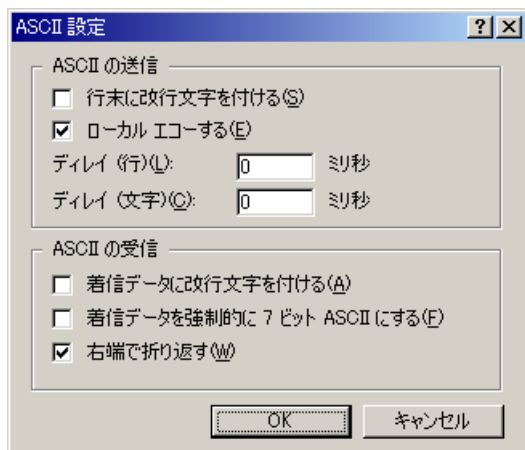 ASCII 設定
ASCII の送信
行末に改行文字を付ける(S)
ローカル エコーする(E)
ディレイ (行)(L): 0 ミリ秒
ディレイ (文字)(C): 0 ミリ秒
ASCII の受信
着信データに改行文字を付ける(A)
着信データを強制的に 7 ビット ASCII にする(F)
右端で折り返す(W)
OK キャンセル